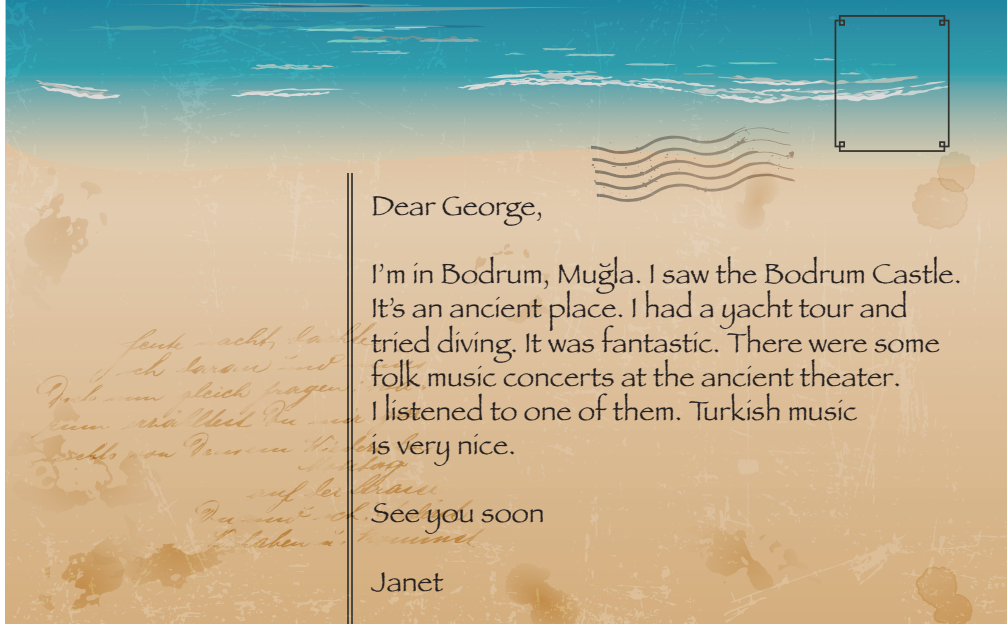 Dear George,
I'm in Bodrum, Muğla. I saw the Bodrum Castle.
It's an ancient place. I had a yacht tour and
tried diving. It was fantastic. There were some
folk music concerts at the ancient theater.
I listened to one of them. Turkish music
is very nice.
See you soon
Janet